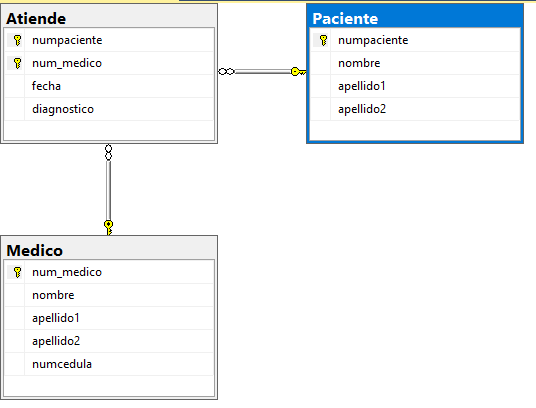 Atiende
numpaciente
num_medico
fecha
diagnostico
Paciente
numpaciente
nombre
apellido1
apellido2
Medico
num_medico
nombre
apellido1
apellido2
numcedula